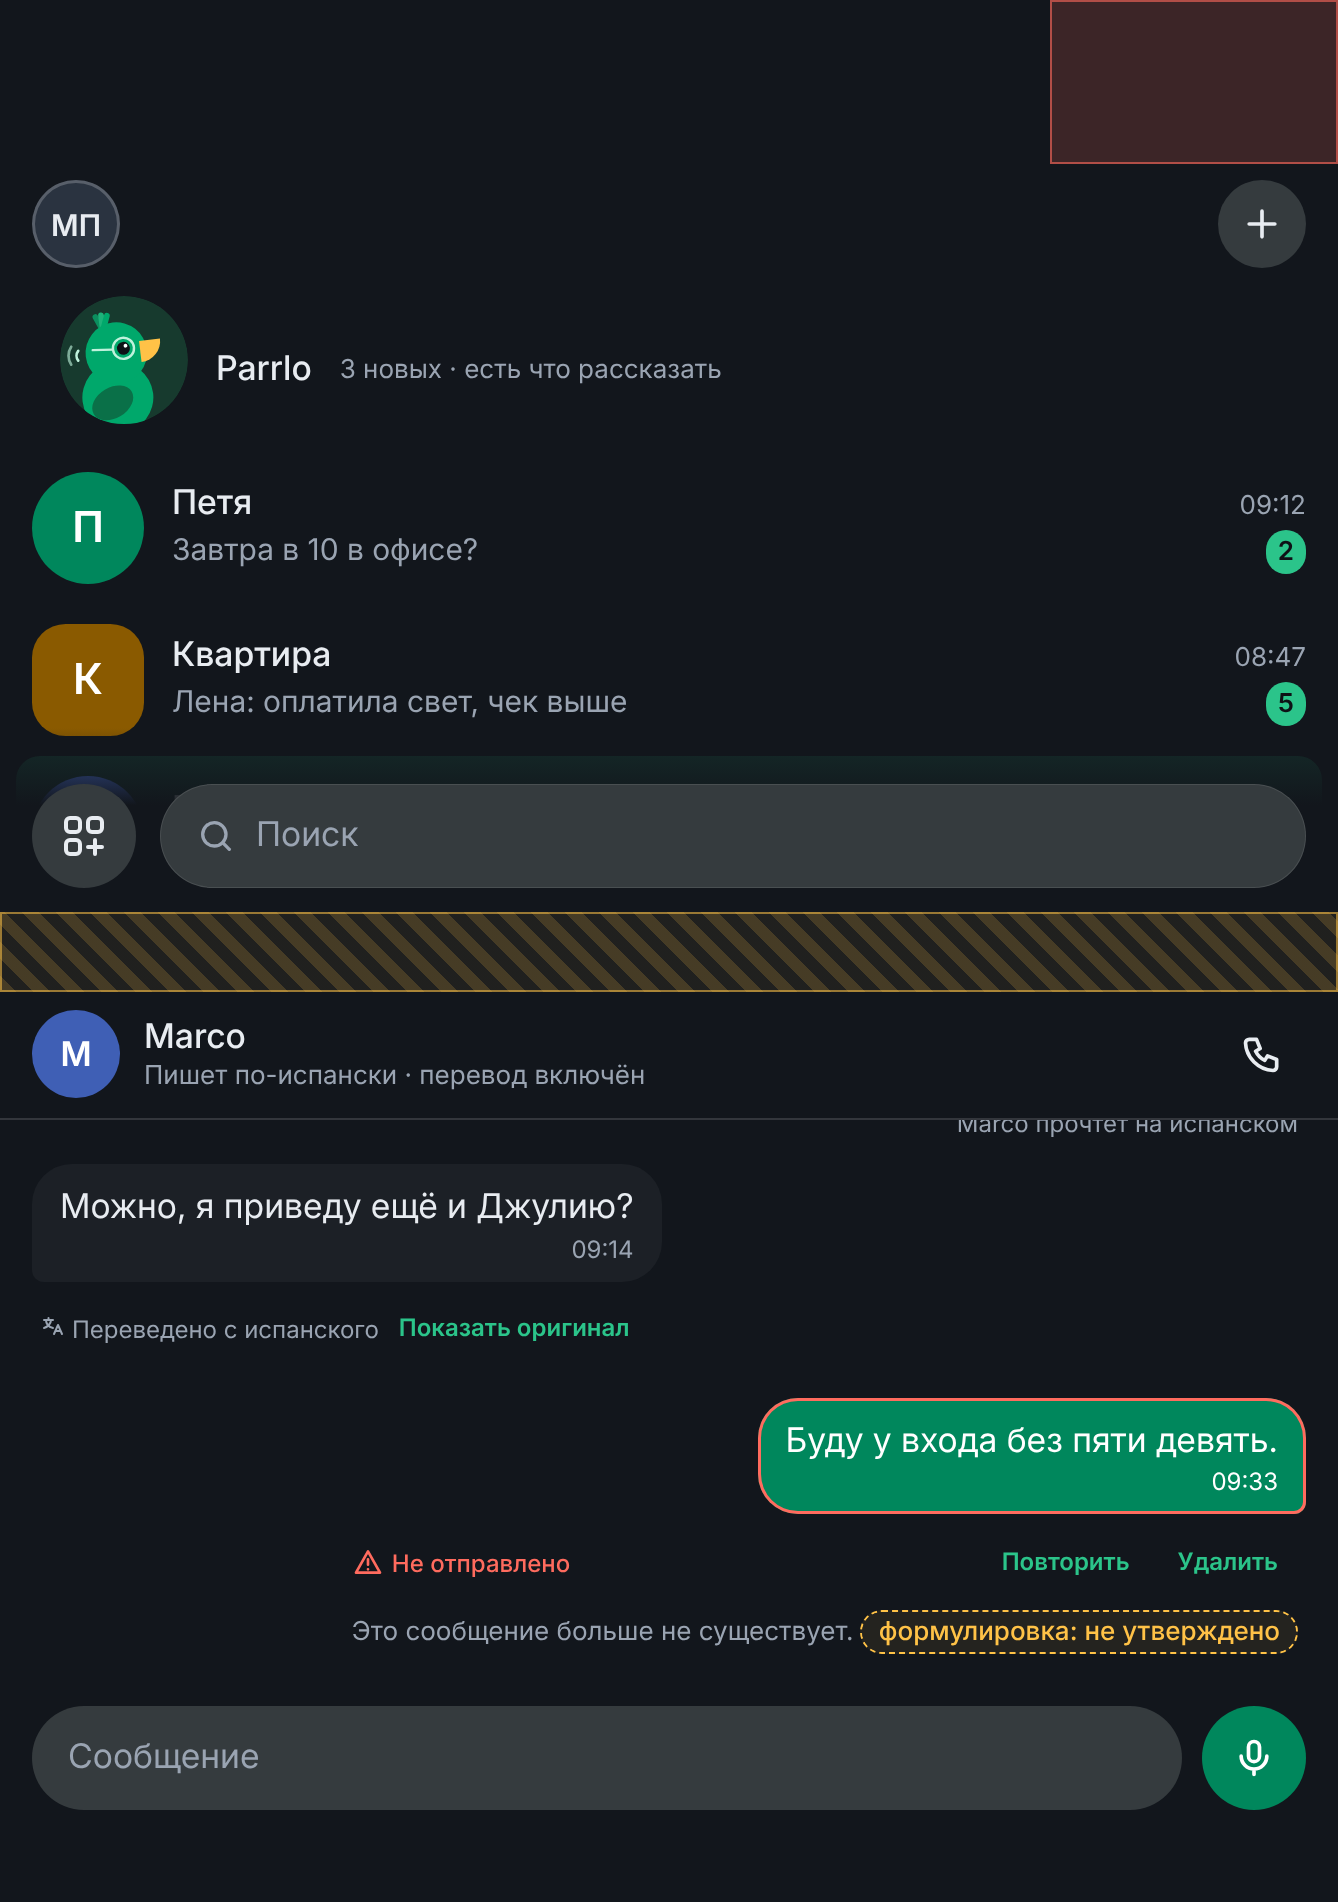 МП
Parrlo 3 новых · есть что рассказать
П Петя 09:12
Завтра в 10 в офисе? 2
К Квартира 08:47
Лена: оплатила свет, чек выше 5
Поиск
М Marco
Пишет по-испански · перевод включён
Marco прочтёт на испанском
Можно, я приведу ещё и Джулию?
09:14
Переведено с испанского Показать оригинал
Буду у входа без пяти девять.
09:33
Не отправлено Повторить Удалить
Это сообщение больше не существует. формулировка: не утверждено
Сообщение